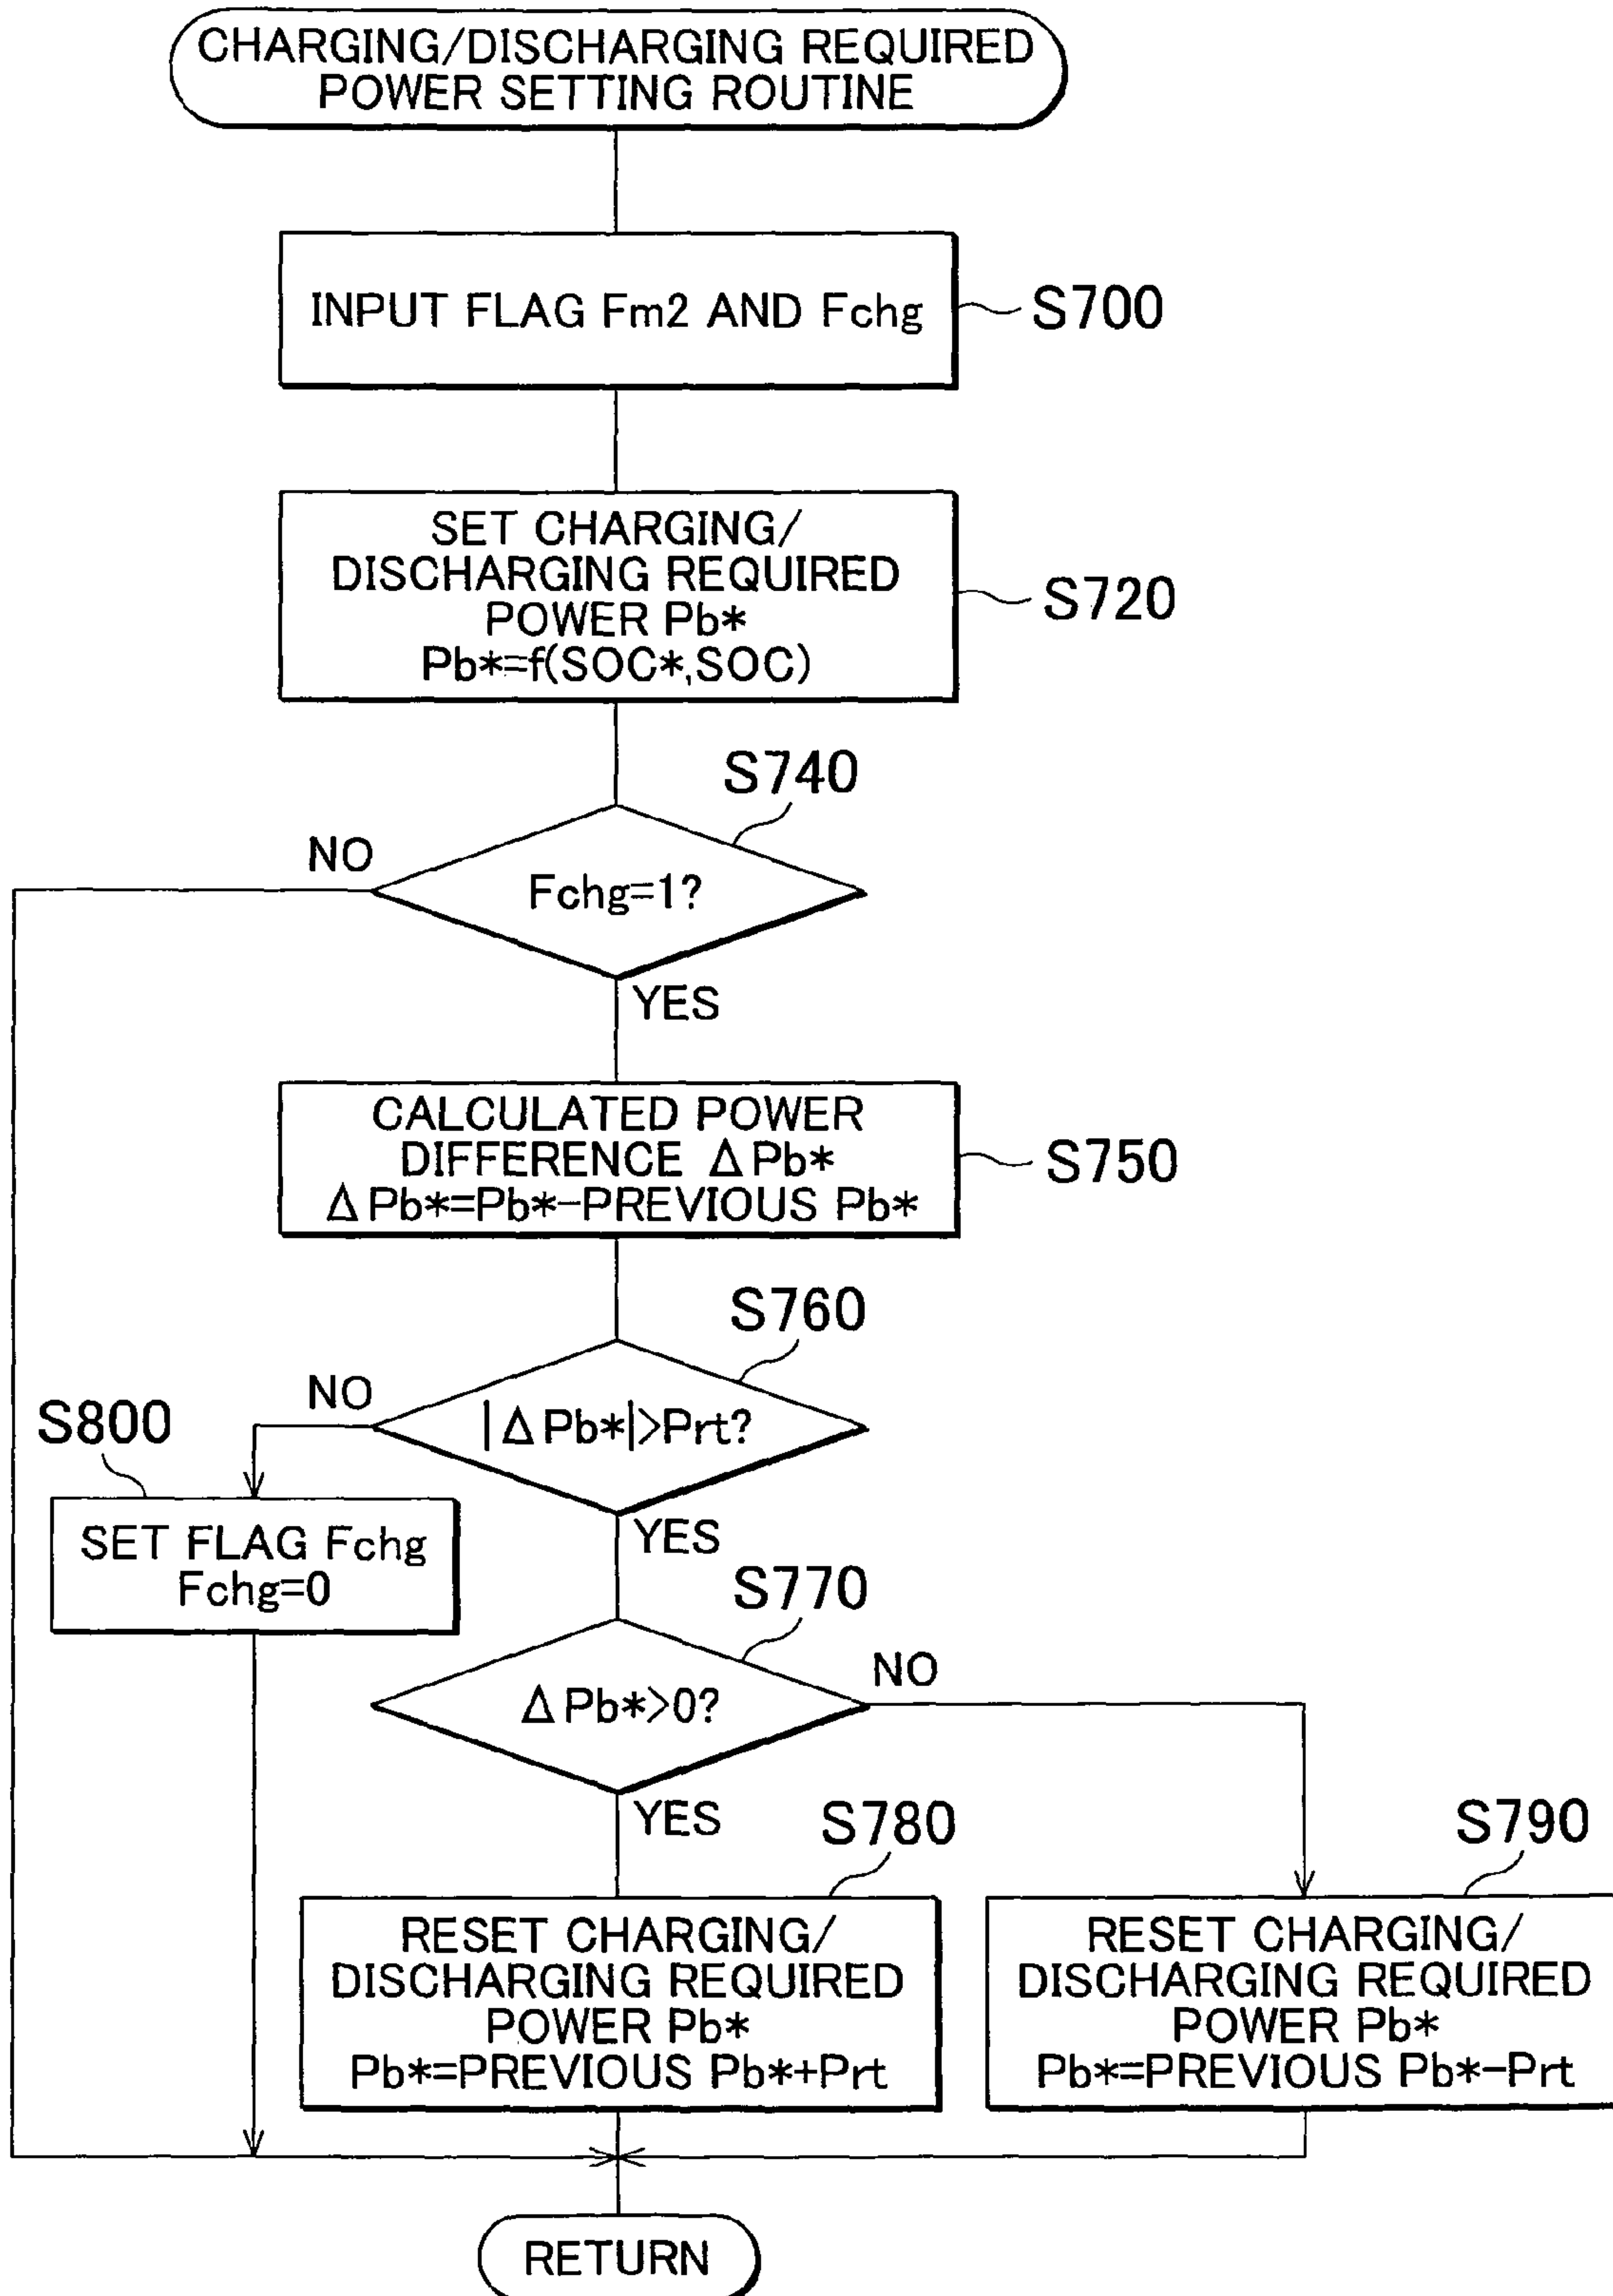 CHARGING/DISCHARGING REQUIRED
POWER SETTING ROUTINE
INPUT FLAG Fm2 AND Fchg
S700
SET CHARGING/
DISCHARGING REQUIRED
POWER Pb*
Pb*=f(SOC*,SOC)
S720
S740
NO
Fchg=1?
YES
CALCULATED POWER
DIFFERENCE ΔPb*
ΔPb*=Pb*-PREVIOUS Pb*
S750
S760
NO
|ΔPb*|>Prt?
YES
S800
SET FLAG Fchg
Fchg=0
S770
NO
ΔPb*>0?
YES
S780
RESET CHARGING/
DISCHARGING REQUIRED
POWER Pb*
Pb*=PREVIOUS Pb*+Prt
S790
RESET CHARGING/
DISCHARGING REQUIRED
POWER Pb*
Pb*=PREVIOUS Pb*-Prt
RETURN